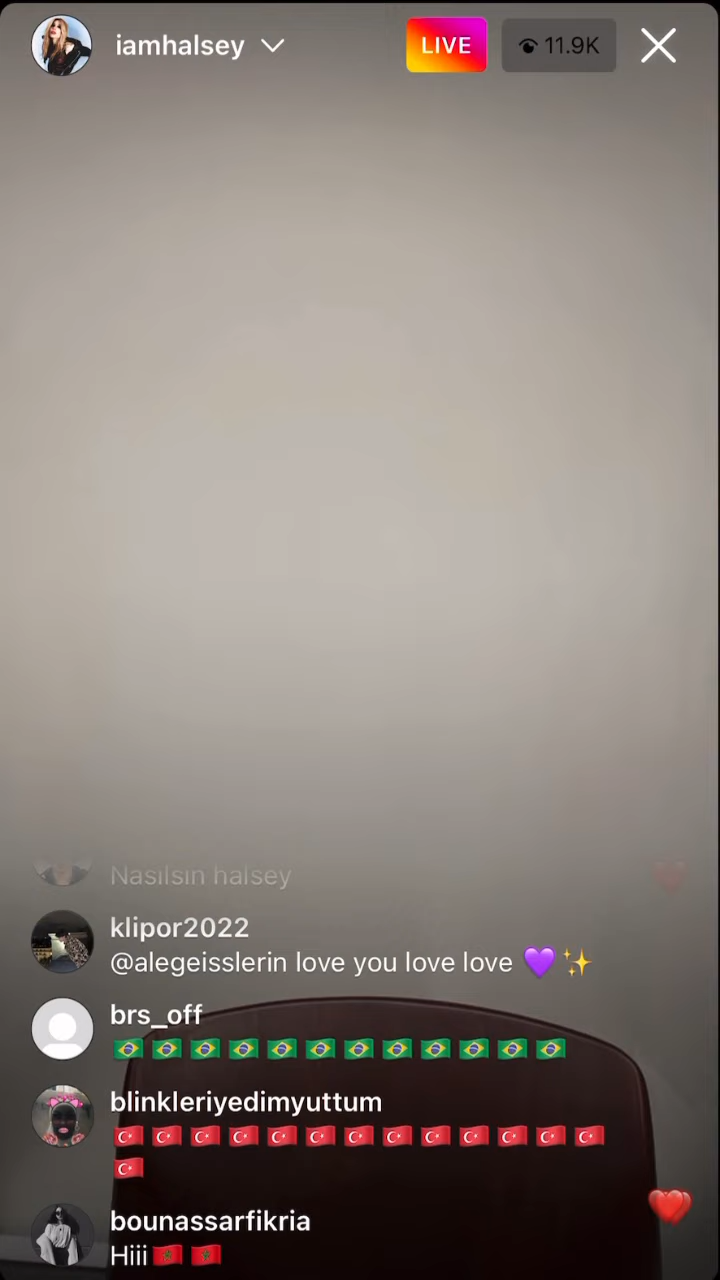 iamhalsey
LIVE
11.9K
Nasılsın halsey
klipor2022
@alegeisslerin love you love love 💜✨
brs_off
🇧🇷🇧🇷🇧🇷🇧🇷🇧🇷🇧🇷🇧🇷🇧🇷🇧🇷🇧🇷🇧🇷🇧🇷
blinkleriyedimyuttum
🇹🇷🇹🇷🇹🇷🇹🇷🇹🇷🇹🇷🇹🇷🇹🇷🇹🇷🇹🇷🇹🇷🇹🇷🇹🇷
🇹🇷
bounassarfikria
Hiii🇲🇦🇲🇦